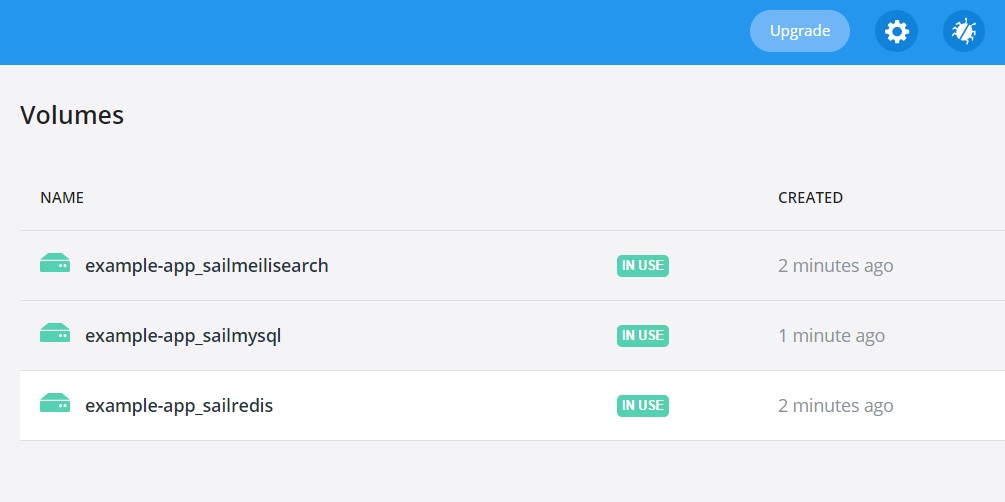 Upgrade
Volumes
NAME CREATED
example-app_sailmeilisearch IN USE 2 minutes ago
example-app_sailmysql IN USE 1 minute ago
example-app_sailredis IN USE 2 minutes ago